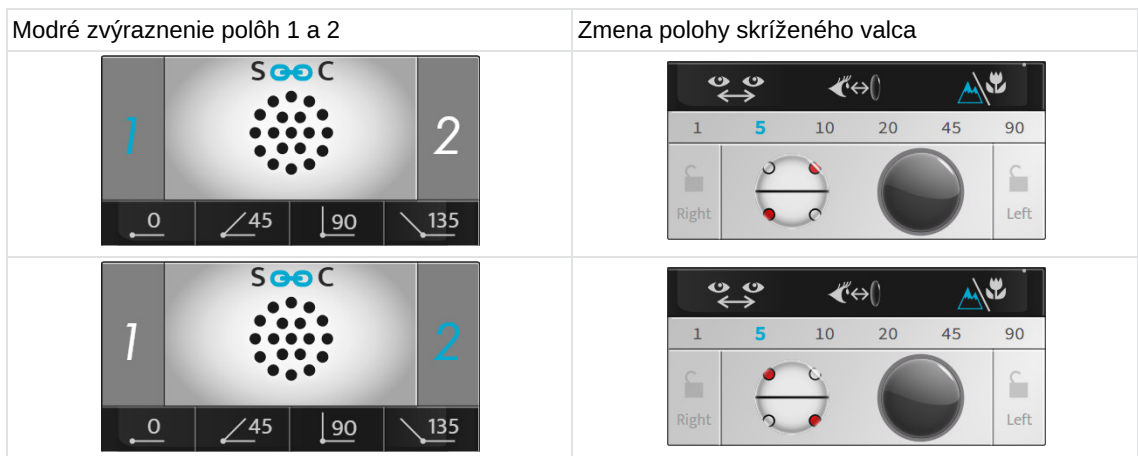 Modré zvýraznenie polôh 1 a 2
Zmena polohy skríženého valca
S C
1 2
0 45 90 135
1 5 10 20 45 90
Right Left
S C
1 2
0 45 90 135
1 5 10 20 45 90
Right Left